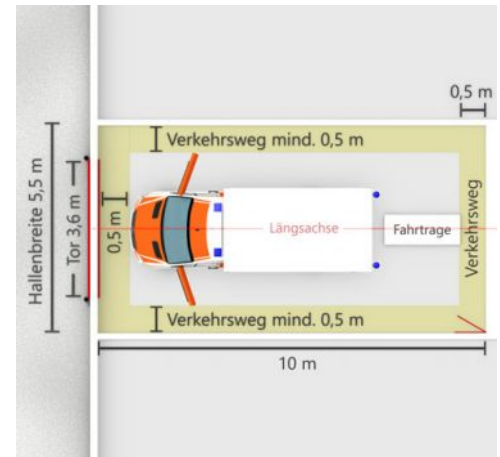 0,5 m
Verkehrsweg mind. 0,5 m
Hallenbreite 5,5 m
Tor 3,6 m
0,5 m
Längsachse
Fahrtrage
Verkehrsweg
Verkehrsweg mind. 0,5 m
10 m